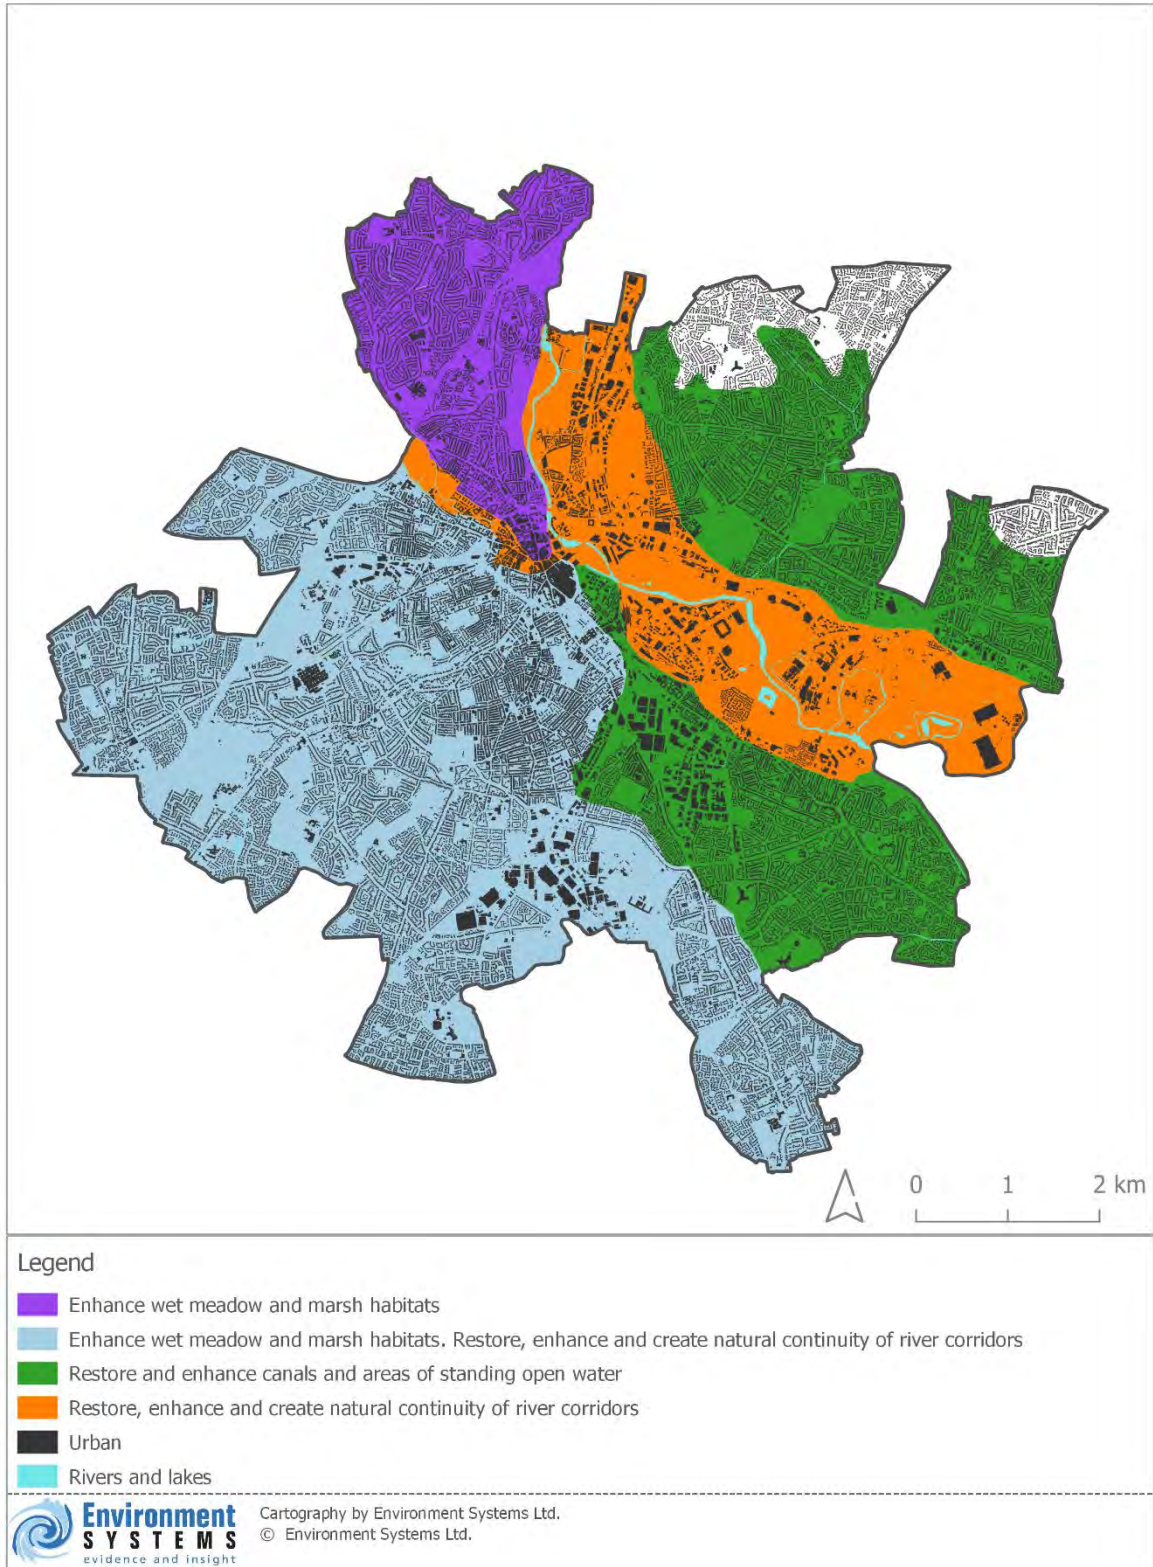 0 1 2 km
Legend
Enhance wet meadow and marsh habitats
Enhance wet meadow and marsh habitats. Restore, enhance and create natural continuity of river corridors
Restore and enhance canals and areas of standing open water
Restore, enhance and create natural continuity of river corridors
Urban
Rivers and lakes
Environment
SYSTEMS
evidence and insight
Cartography by Environment Systems Ltd.
© Environment Systems Ltd.